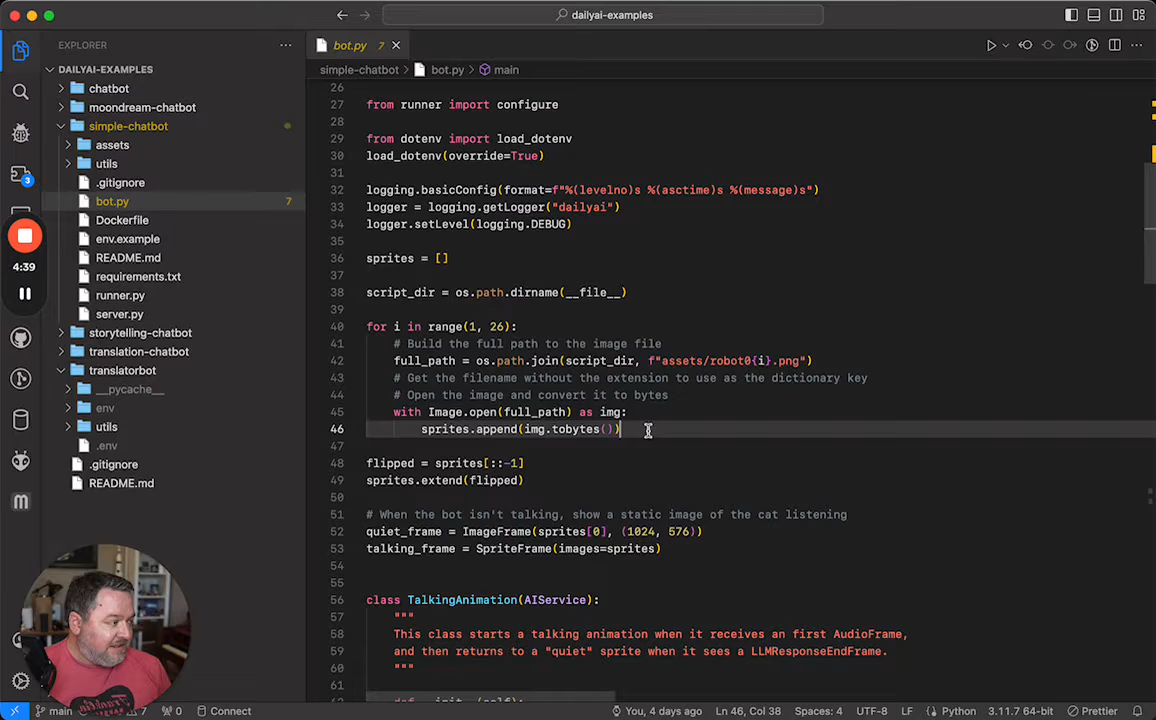 dailyai-examples
EXPLORER
bot.py 7
DAILYAI-EXAMPLES
simple-chatbot > bot.py > main
chatbot
moondream-chatbot
simple-chatbot
assets
utils
.gitignore
bot.py 7
Dockerfile
env.example
README.md
requirements.txt
runner.py
server.py
storytelling-chatbot
translation-chatbot
translatorbot
__pycache__
env
utils
.env
.gitignore
README.md
3
4:39
26
27 from runner import configure
28
29 from dotenv import load_dotenv
30 load_dotenv(override=True)
31
32 logging.basicConfig(format=f"%(levelno)s %(asctime)s %(message)s")
33 logger = logging.getLogger("dailyai")
34 logger.setLevel(logging.DEBUG)
35
36 sprites = []
37
38 script_dir = os.path.dirname(__file__)
39
40 for i in range(1, 26):
41 # Build the full path to the image file
42 full_path = os.path.join(script_dir, f"assets/robot0{i}.png")
43 # Get the filename without the extension to use as the dictionary key
44 # Open the image and convert it to bytes
45 with Image.open(full_path) as img:
46 sprites.append(img.tobytes())
47
48 flipped = sprites[::-1]
49 sprites.extend(flipped)
50
51 # When the bot isn't talking, show a static image of the cat listening
52 quiet_frame = ImageFrame(sprites[0], (1024, 576))
53 talking_frame = SpriteFrame(images=sprites)
54
55
56 class TalkingAnimation(AIService):
57 """
58 This class starts a talking animation when it receives an first AudioFrame,
59 and then returns to a "quiet" sprite when it sees a LLMResponseEndFrame.
60 """
61
main
7
0
Connect
You, 4 days ago
Ln 46, Col 38
Spaces: 4
UTF-8
LF
Python
3.11.7 64-bit
Prettier